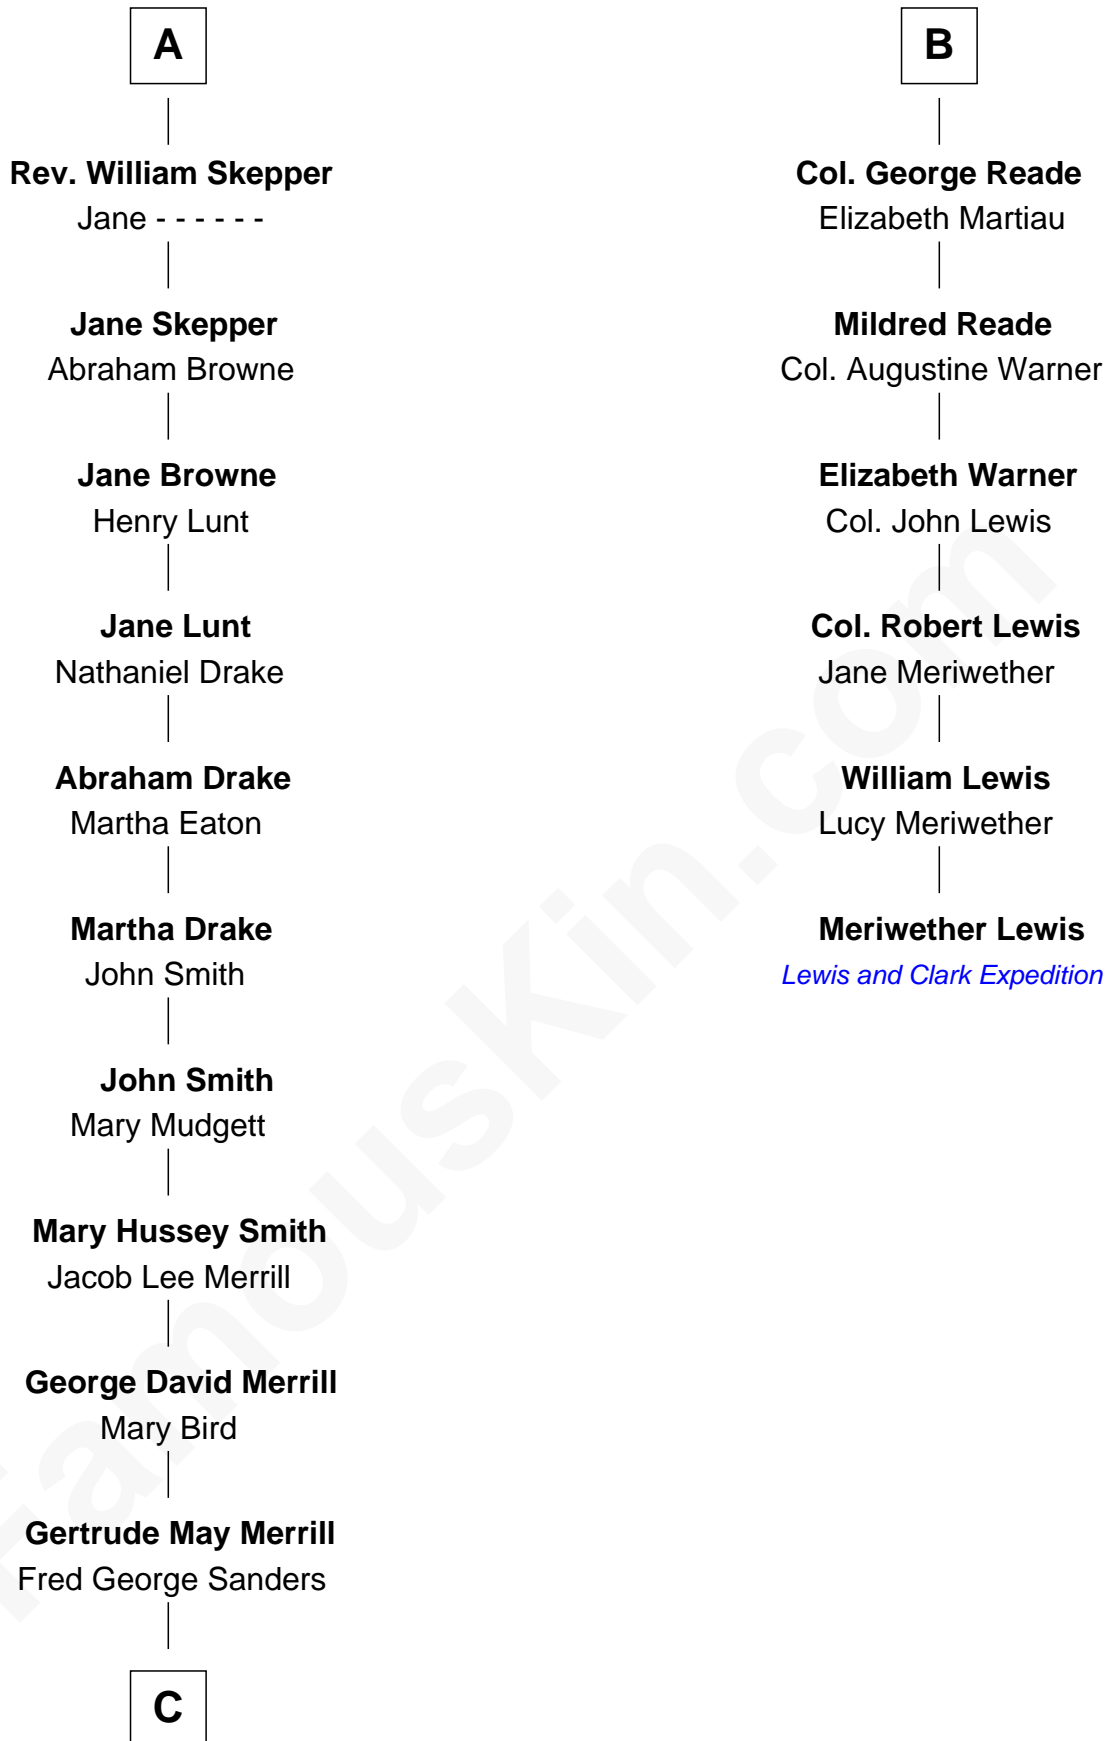 A
Rev. William Skepper
Jane - - - - - -
Jane Skepper
Abraham Browne
Jane Browne
Henry Lunt
Jane Lunt
Nathaniel Drake
Abraham Drake
Martha Eaton
Martha Drake
John Smith
John Smith
Mary Mudgett
Mary Hussey Smith
Jacob Lee Merrill
George David Merrill
Mary Bird
Gertrude May Merrill
Fred George Sanders
C
B
Col. George Reade
Elizabeth Martiau
Mildred Reade
Col. Augustine Warner
Elizabeth Warner
Col. John Lewis
Col. Robert Lewis
Jane Meriwether
William Lewis
Lucy Meriwether
Meriwether Lewis
Lewis and Clark Expedition
FamousKin.com